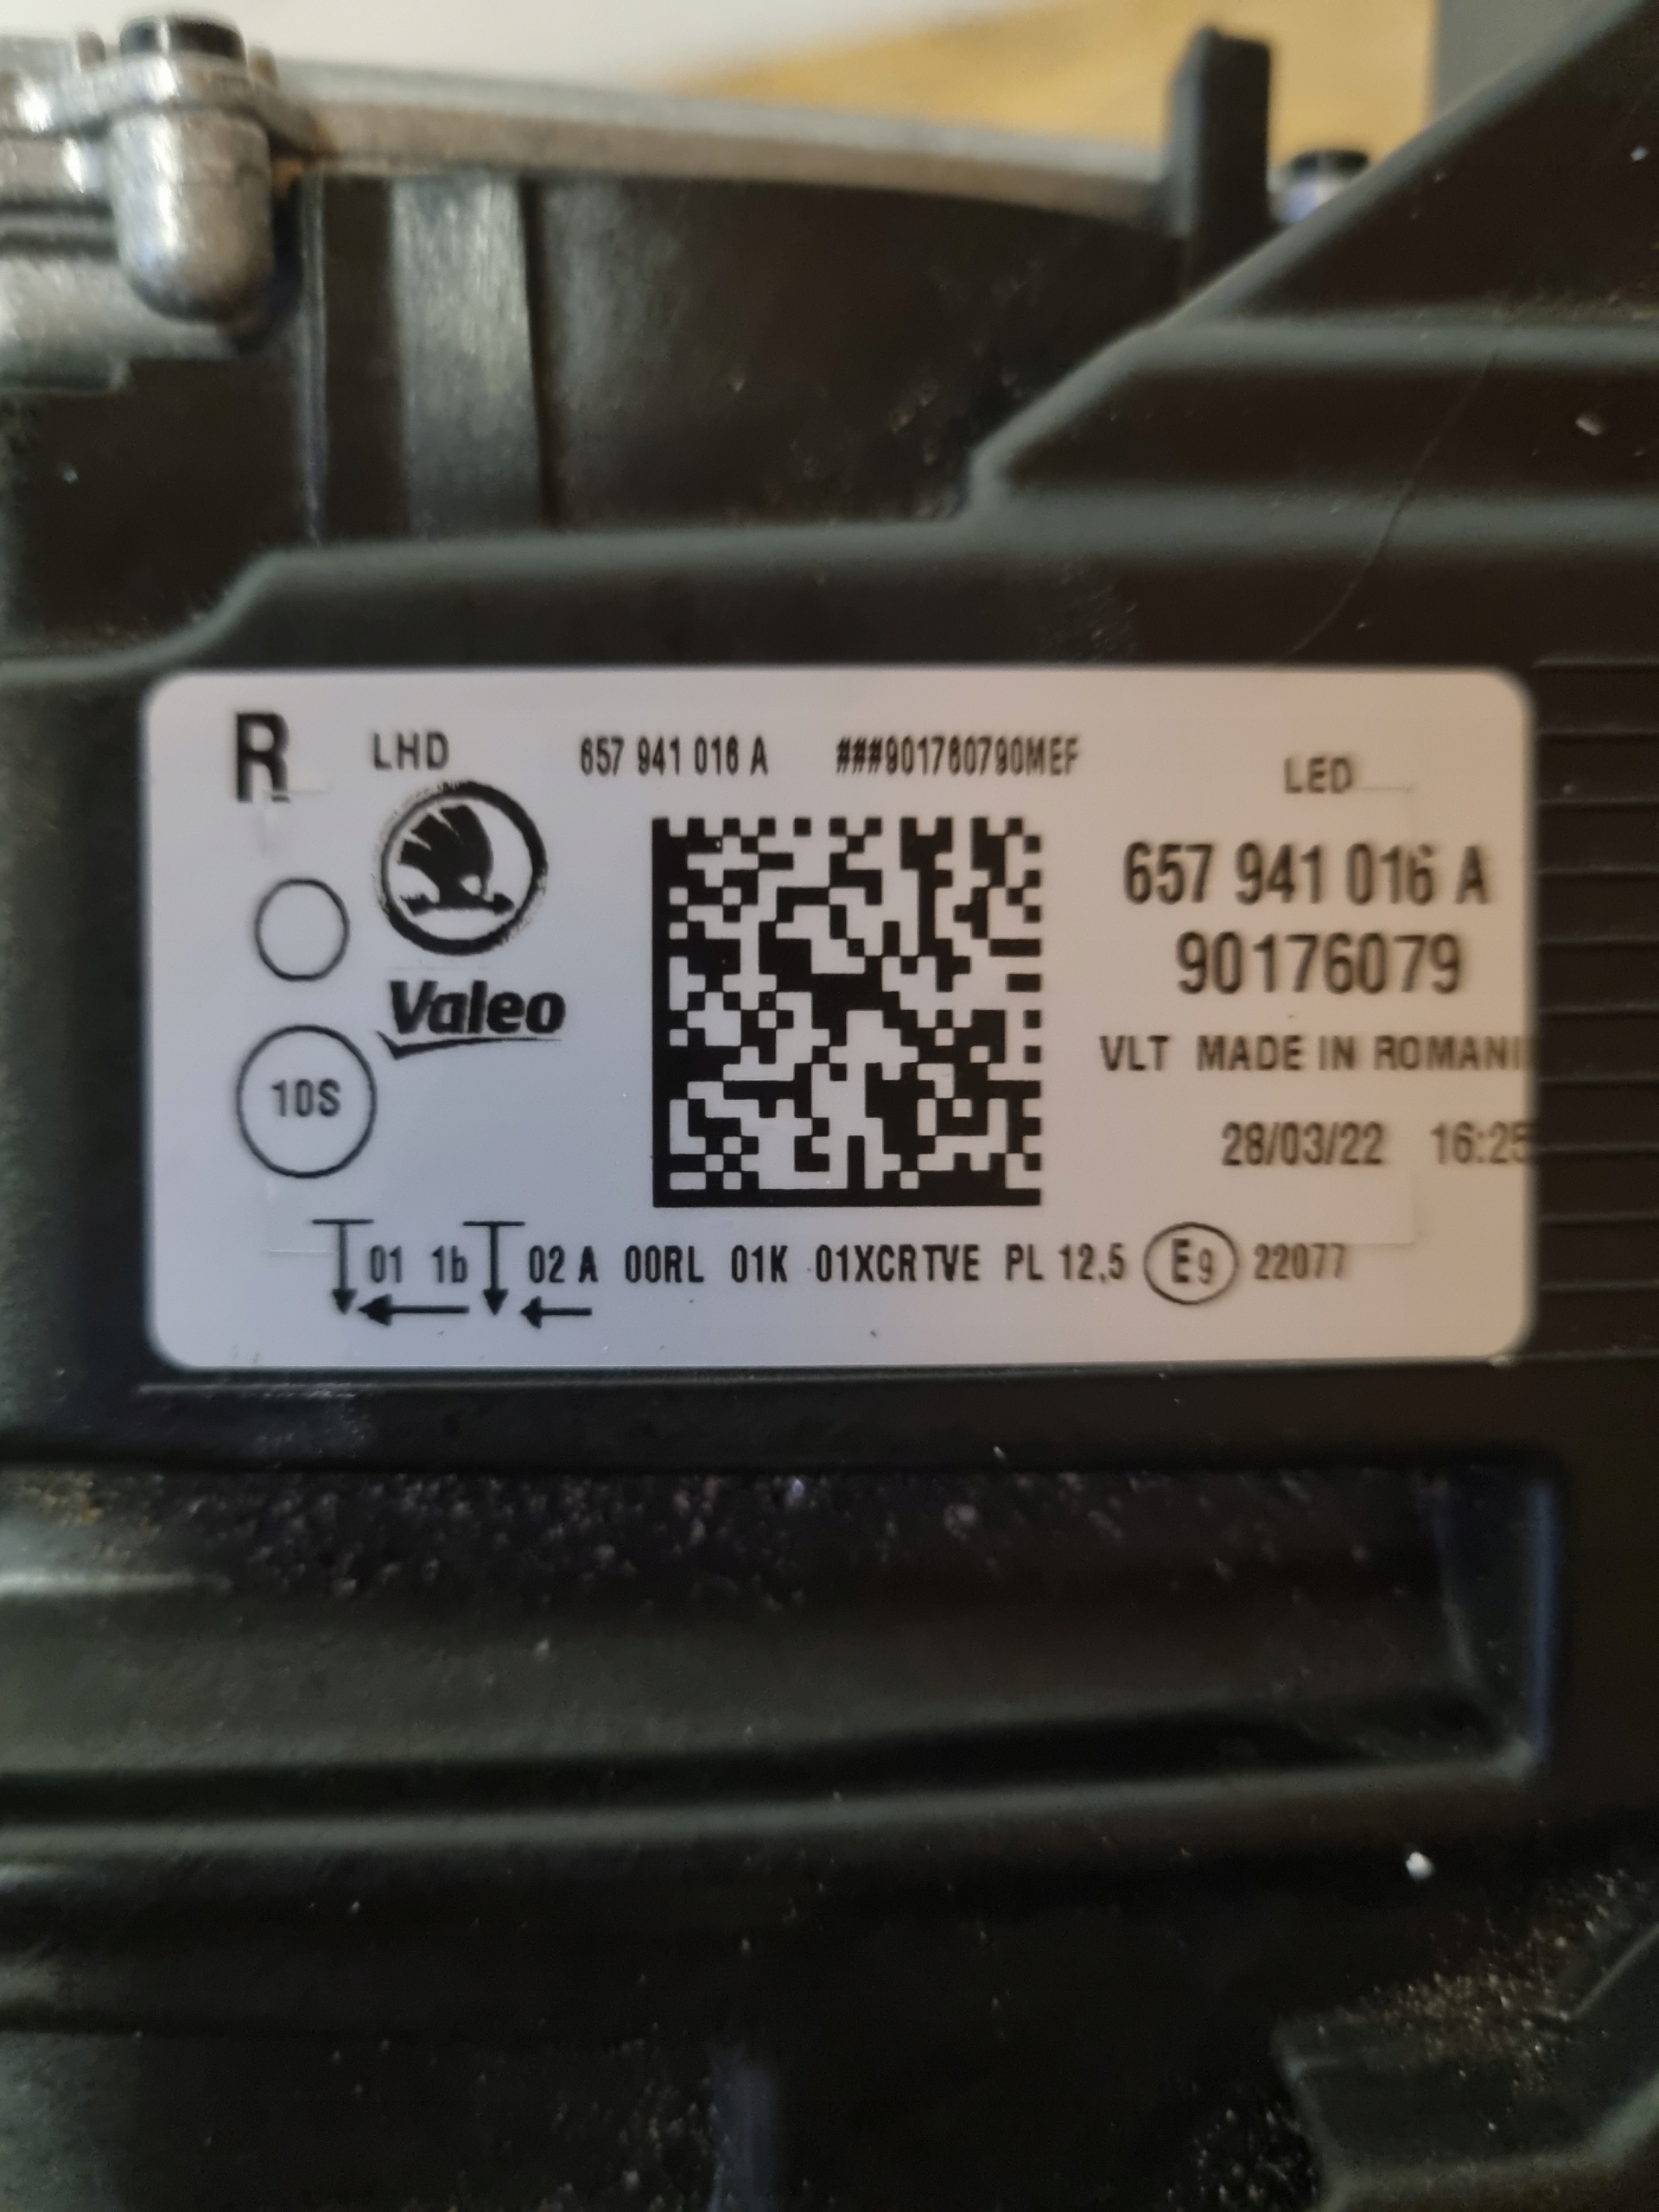 R LHD 657 941 016 A ###901760790MEF LED
657 941 016 A
90176079
Valeo
VLT MADE IN ROMANI
10S
28/03/22 16:25
01 1b 02 A 00RL 01K 01XCRTVE PL 12,5 E9 22077